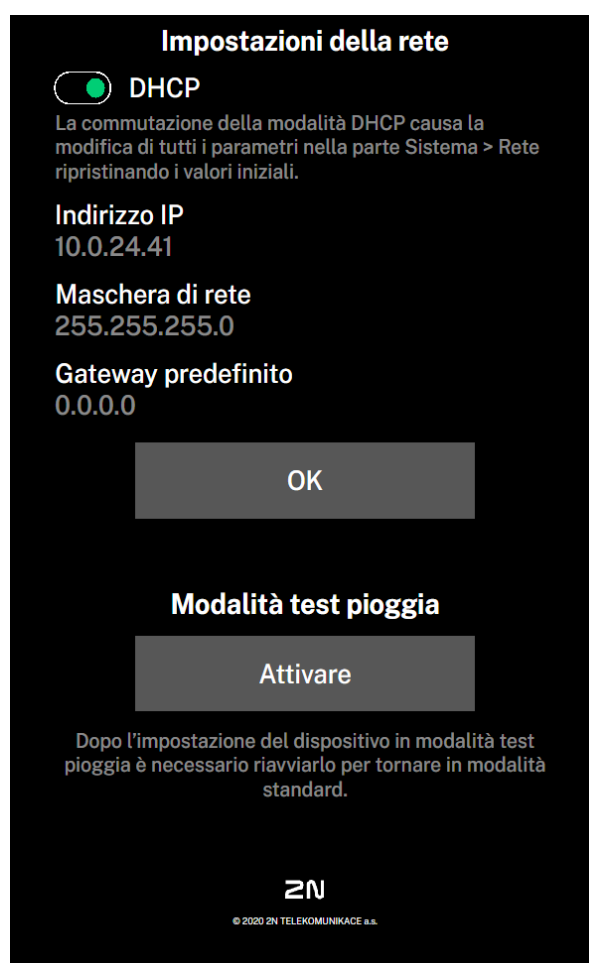 Impostazioni della rete
DHCP
La commutazione della modalità DHCP causa la
modifica di tutti i parametri nella parte Sistema > Rete
ripristinando i valori iniziali.
Indirizzo IP
10.0.24.41
Maschera di rete
255.255.255.0
Gateway predefinito
0.0.0.0
OK
Modalità test pioggia
Attivare
Dopo l'impostazione del dispositivo in modalità test
pioggia è necessario riavviarlo per tornare in modalità
standard.
2N
© 2020 2N TELEKOMUNIKACE a.s.